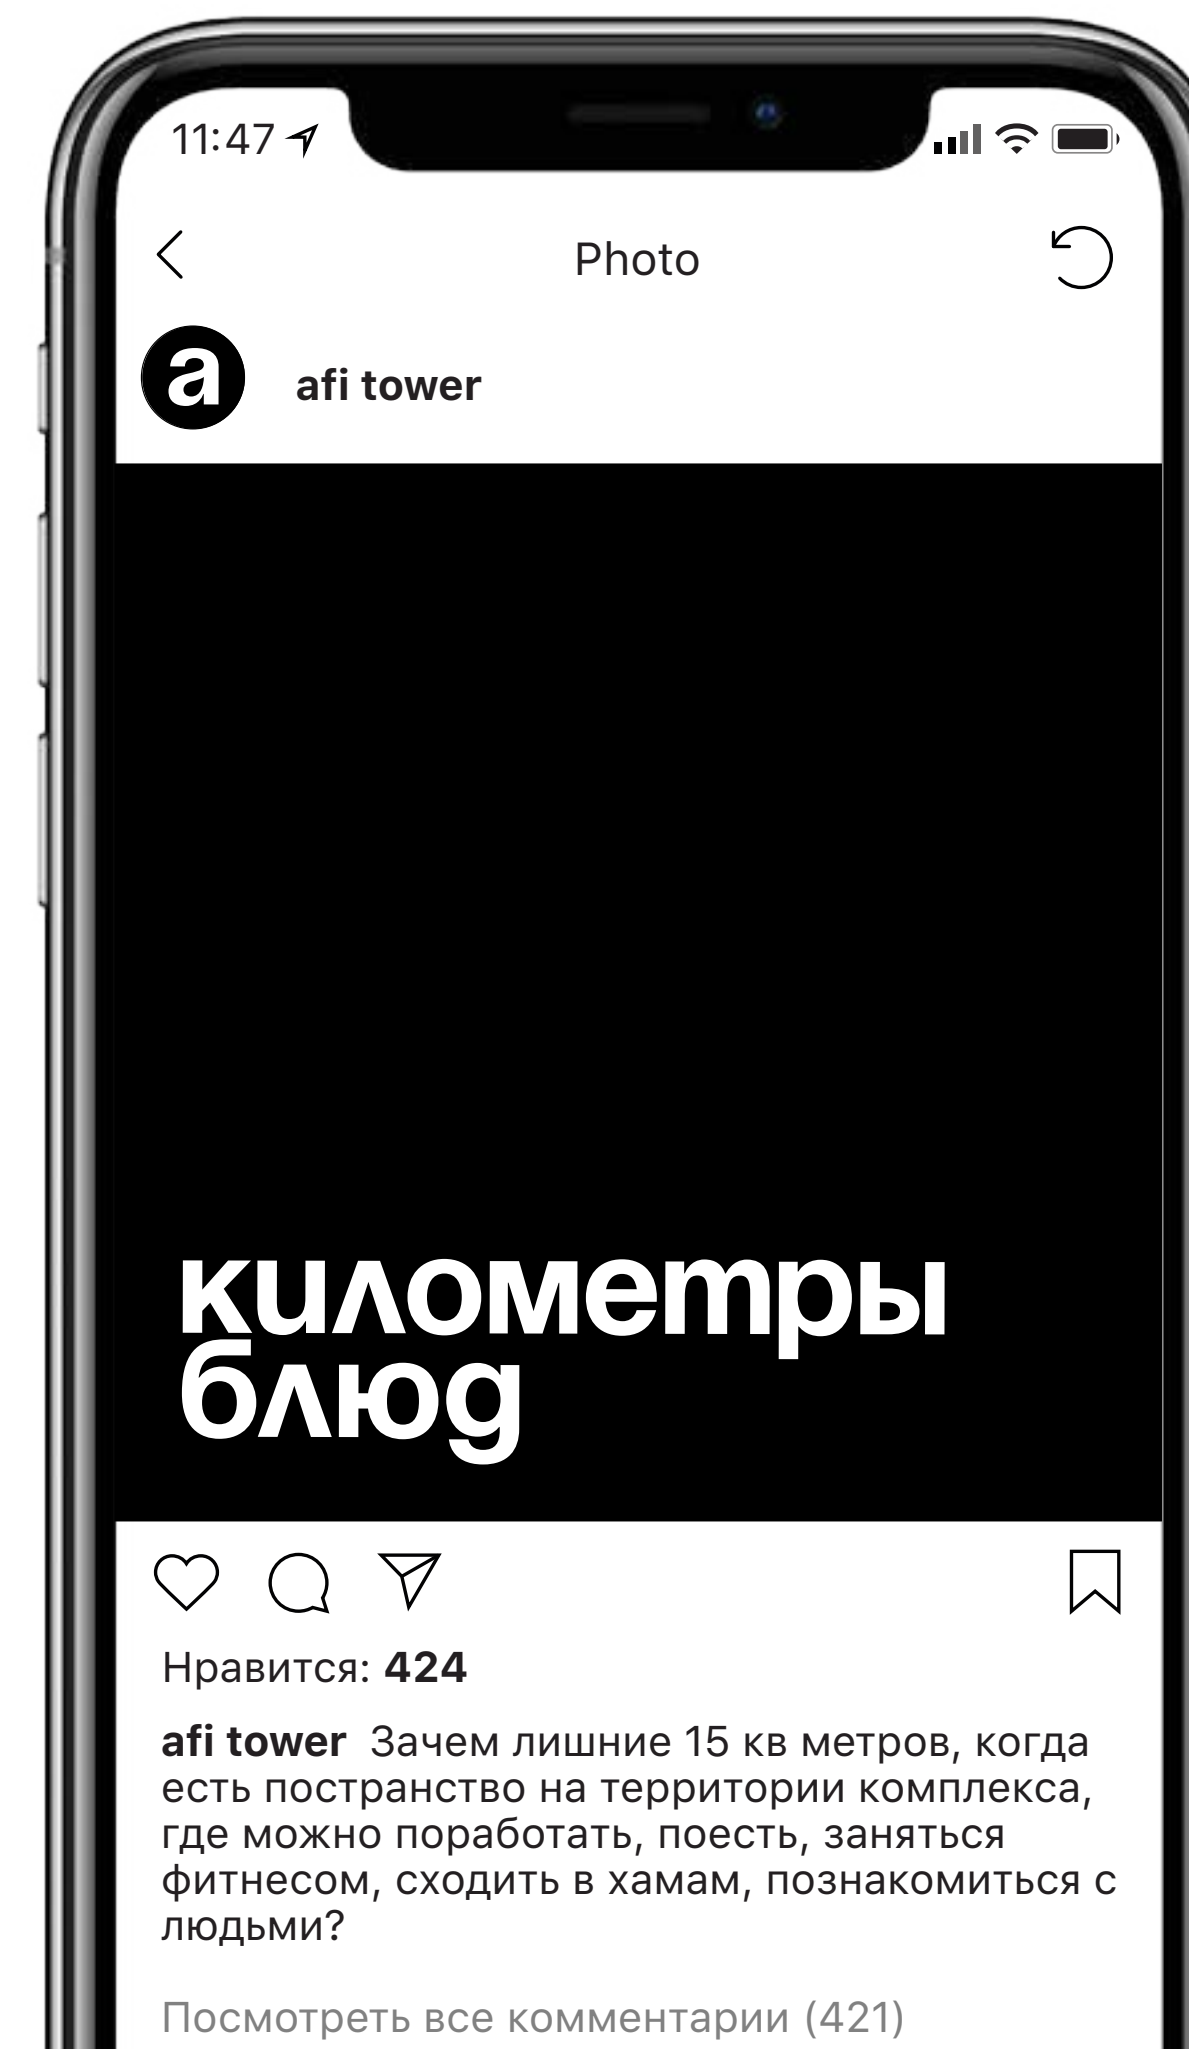 11:47
Photo
a
afi tower
километры
блюд
Нравится: 424
afi tower Зачем лишние 15 кв метров, когда
есть постранство на территории комплекса,
где можно поработать, поесть, заняться
фитнесом, сходить в хамам, познакомиться с
людьми?
Посмотреть все комментарии (421)